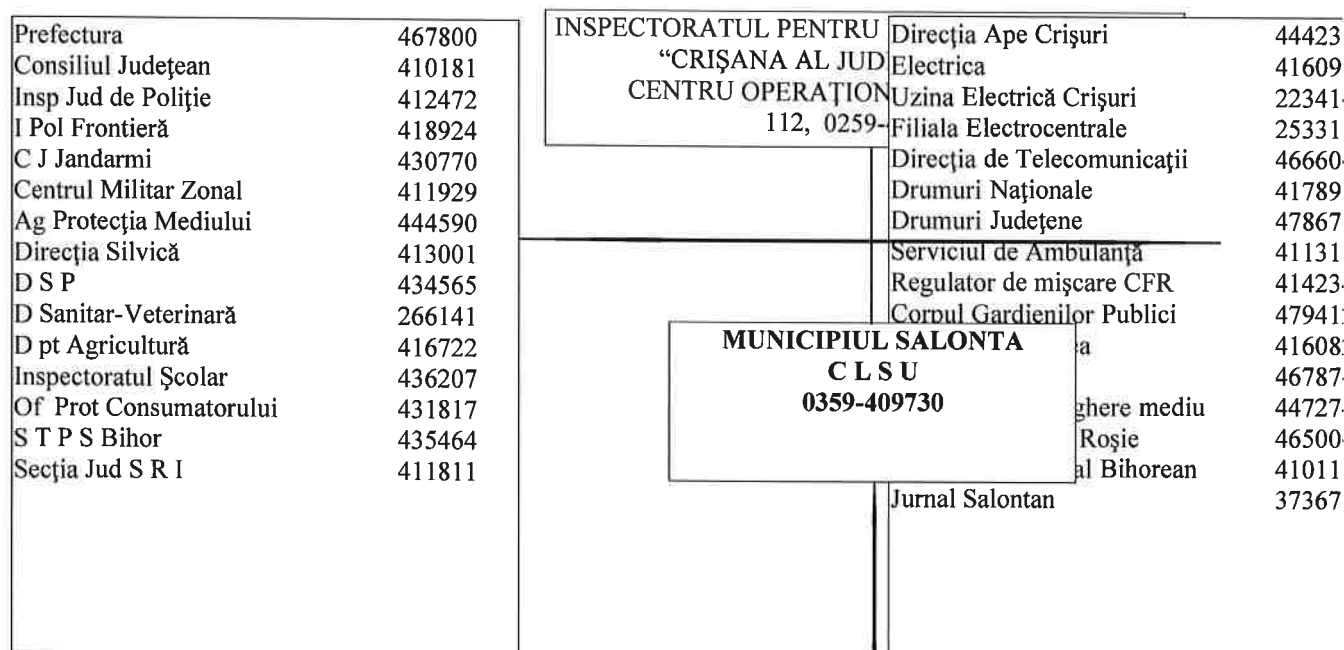 Prefectura 467800
Consiliul Judeţean 410181
Insp Jud de Poliţie 412472
I Pol Frontieră 418924
C J Jandarmi 430770
Centrul Militar Zonal 411929
Ag Protecţia Mediului 444590
Direcţia Silvică 413001
D S P 434565
D Sanitar-Veterinară 266141
D pt Agricultură 416722
Inspectoratul Şcolar 436207
Of Prot Consumatorului 431817
S T P S Bihor 435464
Secţia Jud S R I 411811
INSPECTORATUL PENTRU
“CRIŞANA AL JUD
CENTRU OPERAŢION
112, 0259-
MUNICIPIUL SALONTA
C L S U
0359-409730
Direcţia Ape Crişuri 44423
Electrica 41609
Uzina Electrică Crişuri 22341
Filiala Electrocentrale 25331
Direcţia de Telecomunicaţii 46660
Drumuri Naţionale 41789
Drumuri Judeţene 47867
Serviciul de Ambulanţă 41131
Regulator de mişcare CFR 41423
Corpul Gardienilor Publici 47941
a 41608
46787
ghere mediu 44727
Roşie 46500
al Bihorean 41011
Jurnal Salontan 37367